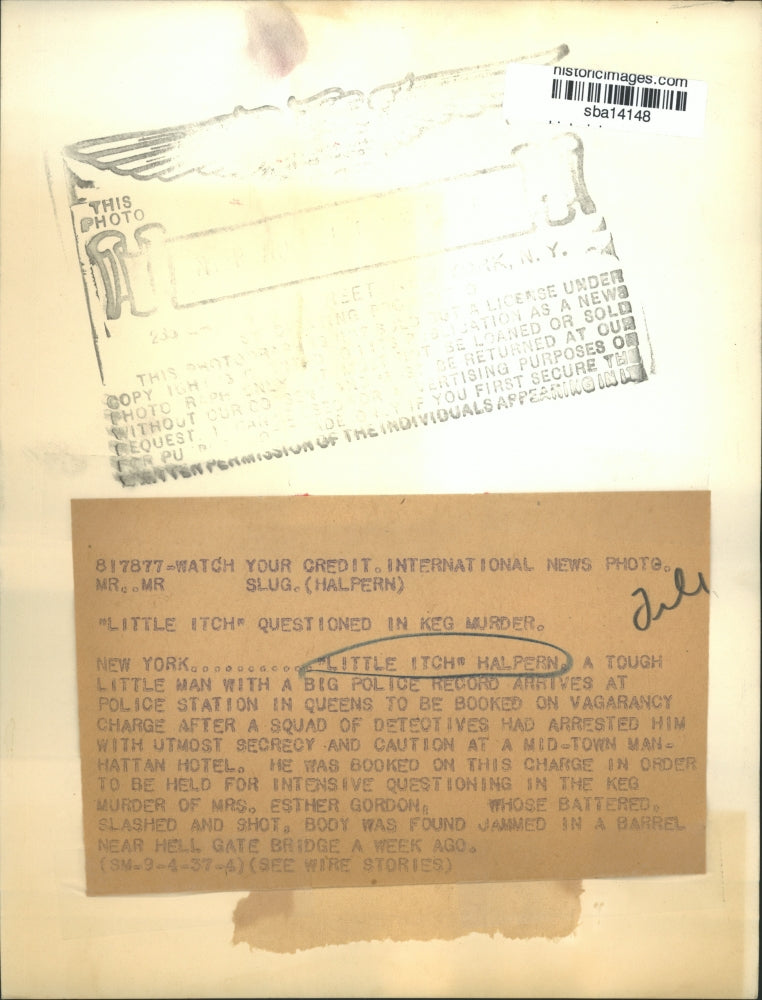 historicimages.com
sba14148
THIS
PHOTO
N. Y.
A LICENSE UNDER
AS A NEWS
BE LOANED OR SOLD
BE RETURNED AT OUR
PURPOSES OR
YOU FIRST SECURE THE
PERMISSION OF THE INDIVIDUALS APPEARING IN IT
817877=WATCH YOUR CREDIT. INTERNATIONAL NEWS PHOTO.
MR..MR SLUG.(HALPERN)
"LITTLE ITCH" QUESTIONED IN KEG MURDER.
NEW YORK............"LITTLE ITCH" HALPERN, A TOUGH
LITTLE MAN WITH A BIG POLICE RECORD ARRIVES AT
POLICE STATION IN QUEENS TO BE BOOKED ON VAGARANCY
CHARGE AFTER A SQUAD OF DETECTIVES HAD ARRESTED HIM
WITH UTMOST SECRECY AND CAUTION AT A MID-TOWN MAN-
HATTAN HOTEL. HE WAS BOOKED ON THIS CHARGE IN ORDER
TO BE HELD FOR INTENSIVE QUESTIONING IN THE KEG
MURDER OF MRS. ESTHER GORDON, WHOSE BATTERED,
SLASHED AND SHOT, BODY WAS FOUND JAMMED IN A BARREL
NEAR HELL GATE BRIDGE A WEEK AGO.
(SM-9-4-37-4)(SEE WIRE STORIES)